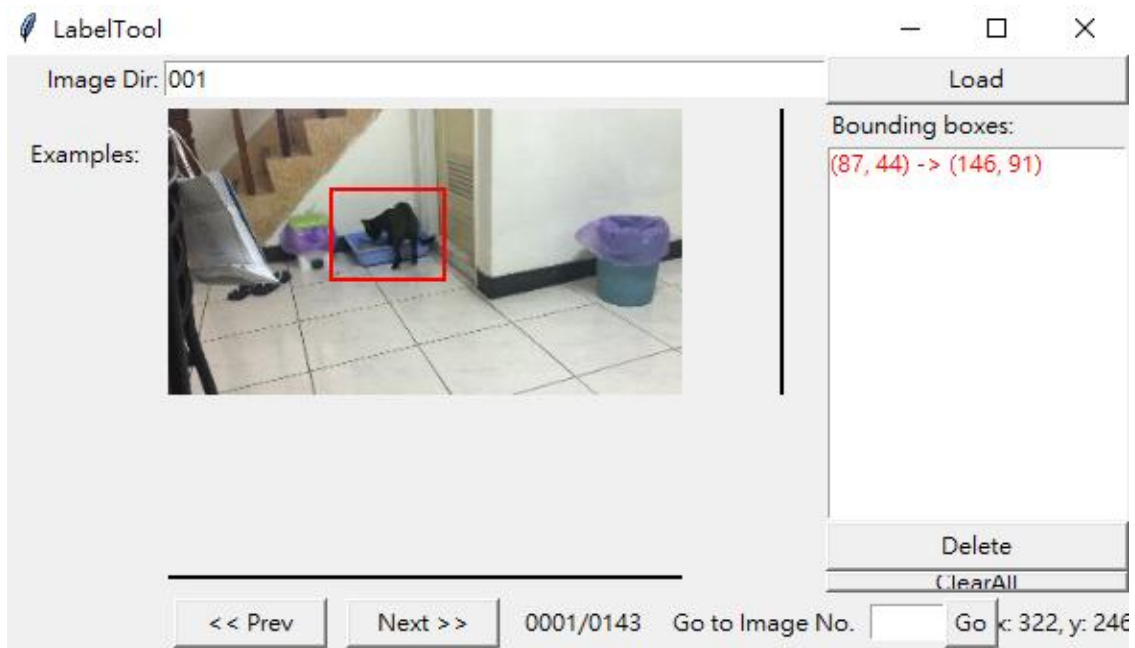 LabelTool
Image Dir: 001
Load
Examples:
Bounding boxes:
(87, 44) -> (146, 91)
Delete
ClearAll
<< Prev
Next >>
0001/0143
Go to Image No.
Go
x: 322, y: 246